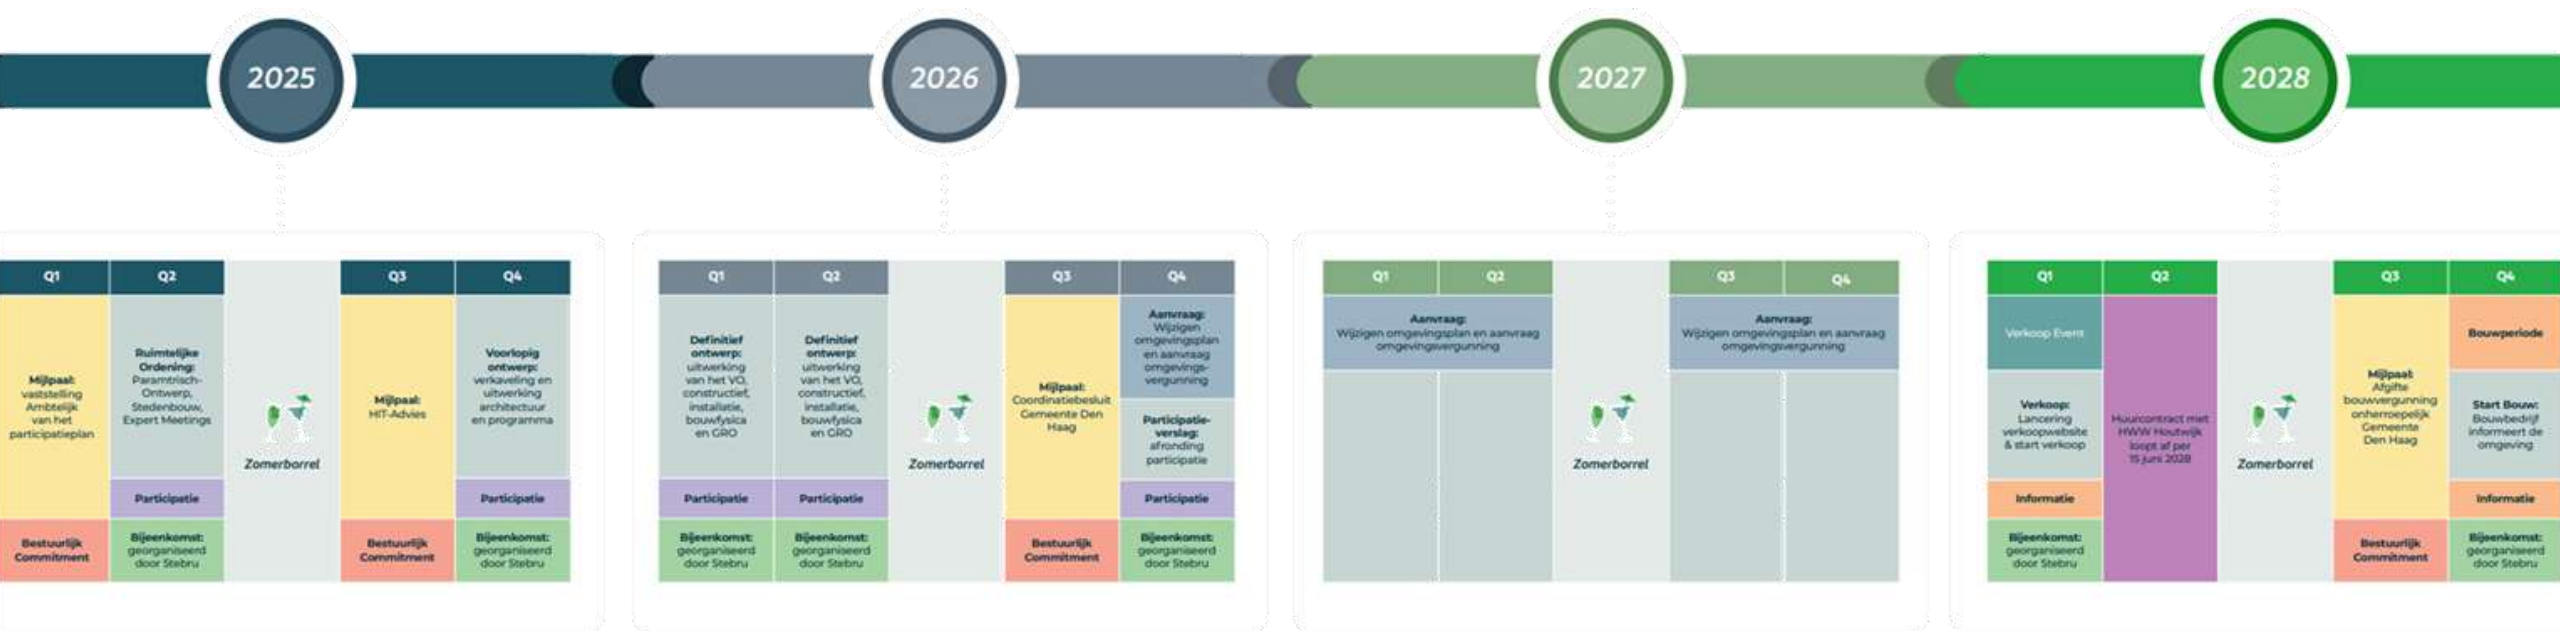 2025
2026
2027
2028
Q1
Mijlpaal:
vaststelling
Ambtelijk
van het
participatieplan
Bestuurlijk
Commitment
Q2
Ruimtelijke
Ordening:
Paramtrisch-
Ontwerp,
Stedenbouw,
Expert Meetings
Participatie
Bijeenkomst:
georganiseerd
door Stebru
Zomerborrel
Q3
Mijlpaal:
HIT-Advies
Bestuurlijk
Commitment
Q4
Voorlopig
ontwerp:
verkaveling en
uitwerking
architectuur
en programma
Participatie
Bijeenkomst:
georganiseerd
door Stebru
Q1
Definitief
ontwerp:
uitwerking
van het VO,
constructief,
installatie,
bouwfysica
en GRO
Participatie
Bijeenkomst:
georganiseerd
door Stebru
Q2
Definitief
ontwerp:
uitwerking
van het VO,
constructief,
installatie,
bouwfysica
en GRO
Participatie
Bijeenkomst:
georganiseerd
door Stebru
Zomerborrel
Q3
Mijlpaal:
Coordinatiebesluit
Gemeente Den
Haag
Bestuurlijk
Commitment
Q4
Aanvraag:
Wijzigen
omgevingsplan
en aanvraag
omgevings-
vergunning
Participatie-
verslag:
afronding
participatie
Participatie
Bijeenkomst:
georganiseerd
door Stebru
Q1
Q2
Aanvraag:
Wijzigen omgevingsplan en aanvraag
omgevingsvergunning
Zomerborrel
Q3
Q4
Aanvraag:
Wijzigen omgevingsplan en aanvraag
omgevingsvergunning
Q1
Verkoop Event
Verkoop:
Lancering
verkoopwebsite
& start verkoop
Informatie
Bijeenkomst:
georganiseerd
door Stebru
Q2
Huurcontract met
HWW Houtwijk
loopt af per
15 juni 2028
Zomerborrel
Q3
Mijlpaal:
Afgifte
bouwvergunning
onherroepelijk
Gemeente
Den Haag
Bestuurlijk
Commitment
Q4
Bouwperiode
Start Bouw:
Bouwbedrijf
informeert de
omgeving
Informatie
Bijeenkomst:
georganiseerd
door Stebru